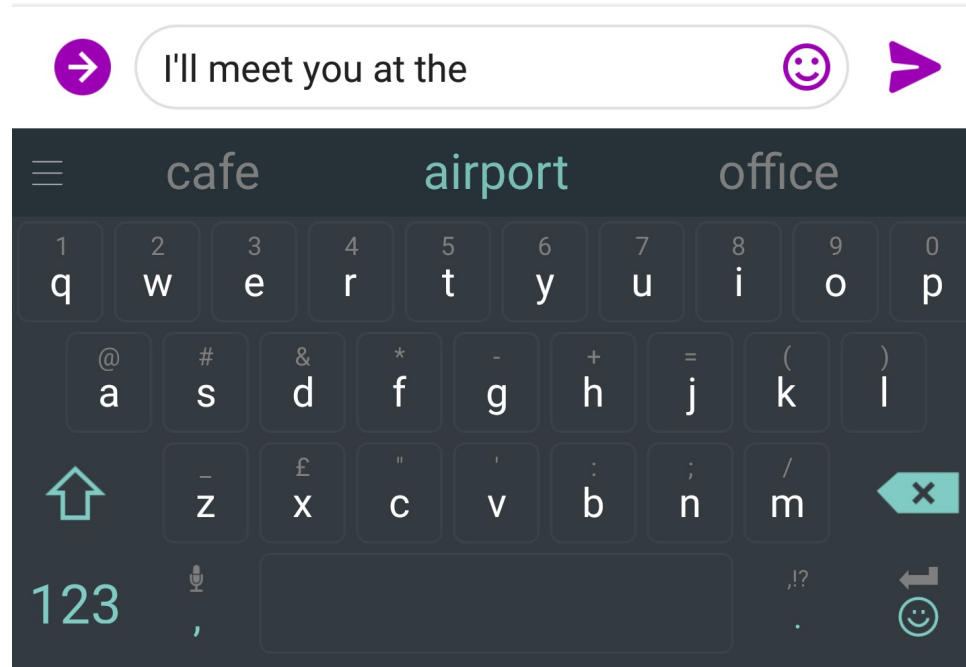 I'll meet you at the
cafe airport office
1 2 3 4 5 6 7 8 9 0
q w e r t y u i o p
@ # & * - + = ( )
a s d f g h j k l
_ £ " ' : ; /
z x c v b n m
123 , ,!? .